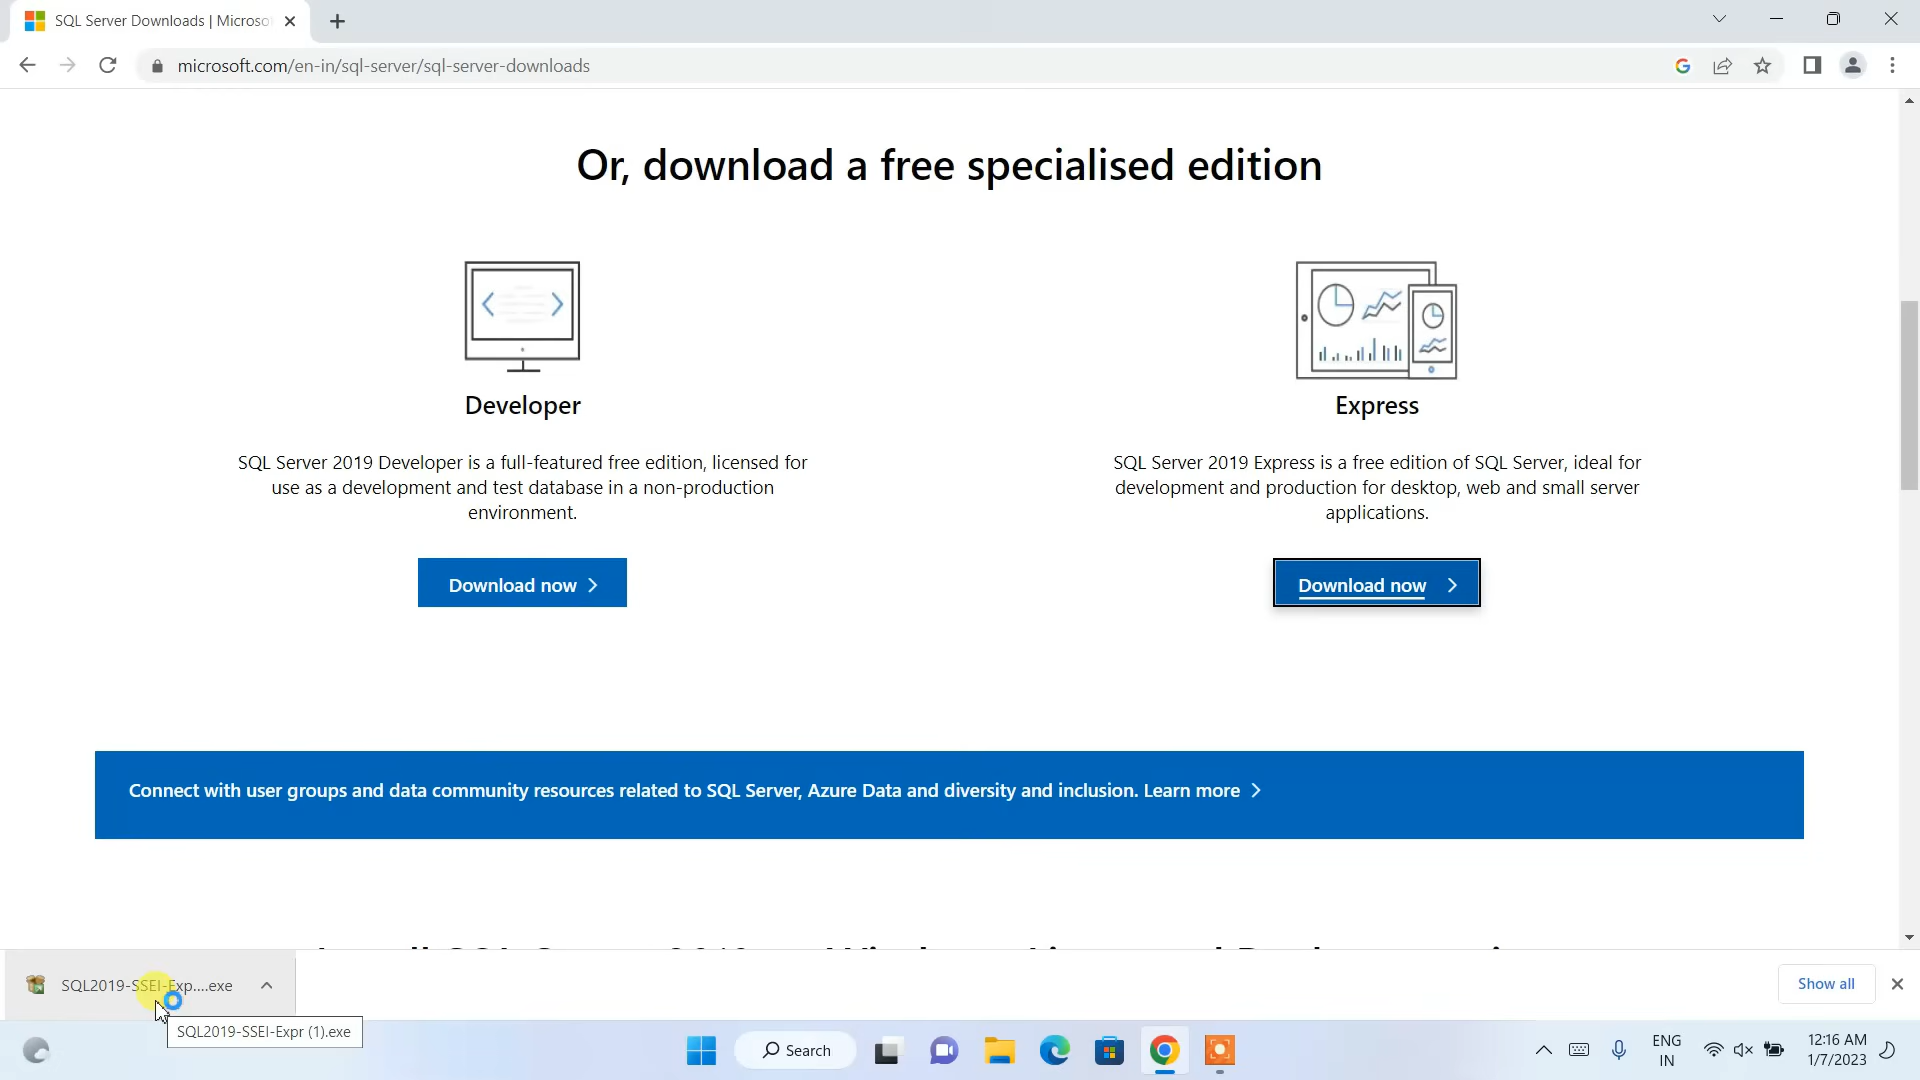 SQL Server Downloads | Microso
microsoft.com/en-in/sql-server/sql-server-downloads
Or, download a free specialised edition
Developer
SQL Server 2019 Developer is a full-featured free edition, licensed for
use as a development and test database in a non-production
environment.
Download now
Express
SQL Server 2019 Express is a free edition of SQL Server, ideal for
development and production for desktop, web and small server
applications.
Download now
Connect with user groups and data community resources related to SQL Server, Azure Data and diversity and inclusion. Learn more
SQL2019-SSEI-Exp....exe
Show all
SQL2019-SSEI-Expr (1).exe
Search
ENG
IN
12:16 AM
1/7/2023